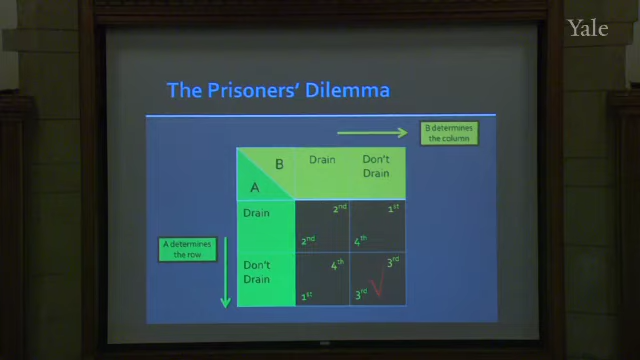 Yale
The Prisoners' Dilemma
B determines
the column
B
A
Drain
Don't
Drain
Drain
2nd
2nd
1st
4th
A determines
the row
Don't
Drain
4th
1st
3rd
3rd